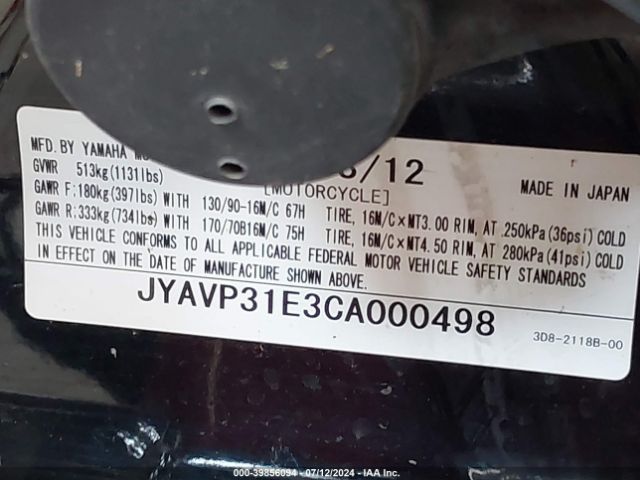 MFD. BY YAMAHA
/12
GVWR 513kg(1131lbs)
[MOTORCYCLE]
MADE IN JAPAN
GAWR F:180kg(397lbs) WITH 130/90-16M/C 67H TIRE, 16M/C×MT3.00 RIM, AT 250kPa(36psi) COLD
GAWR R:333kg(734lbs) WITH 170/70B16M/C 75H TIRE, 16M/C×MT4.50 RIM, AT 280kPa(41psi) COLD
THIS VEHICLE CONFORMS TO ALL APPLICABLE FEDERAL MOTOR VEHICLE SAFETY STANDARDS
IN EFFECT ON THE DATE OF MANUFACTURE SHOWN ABOVE.
JYAVP31E3CA000498
3D8-2118B-00
000-39856094 - 07/12/2024 - IAA Inc.